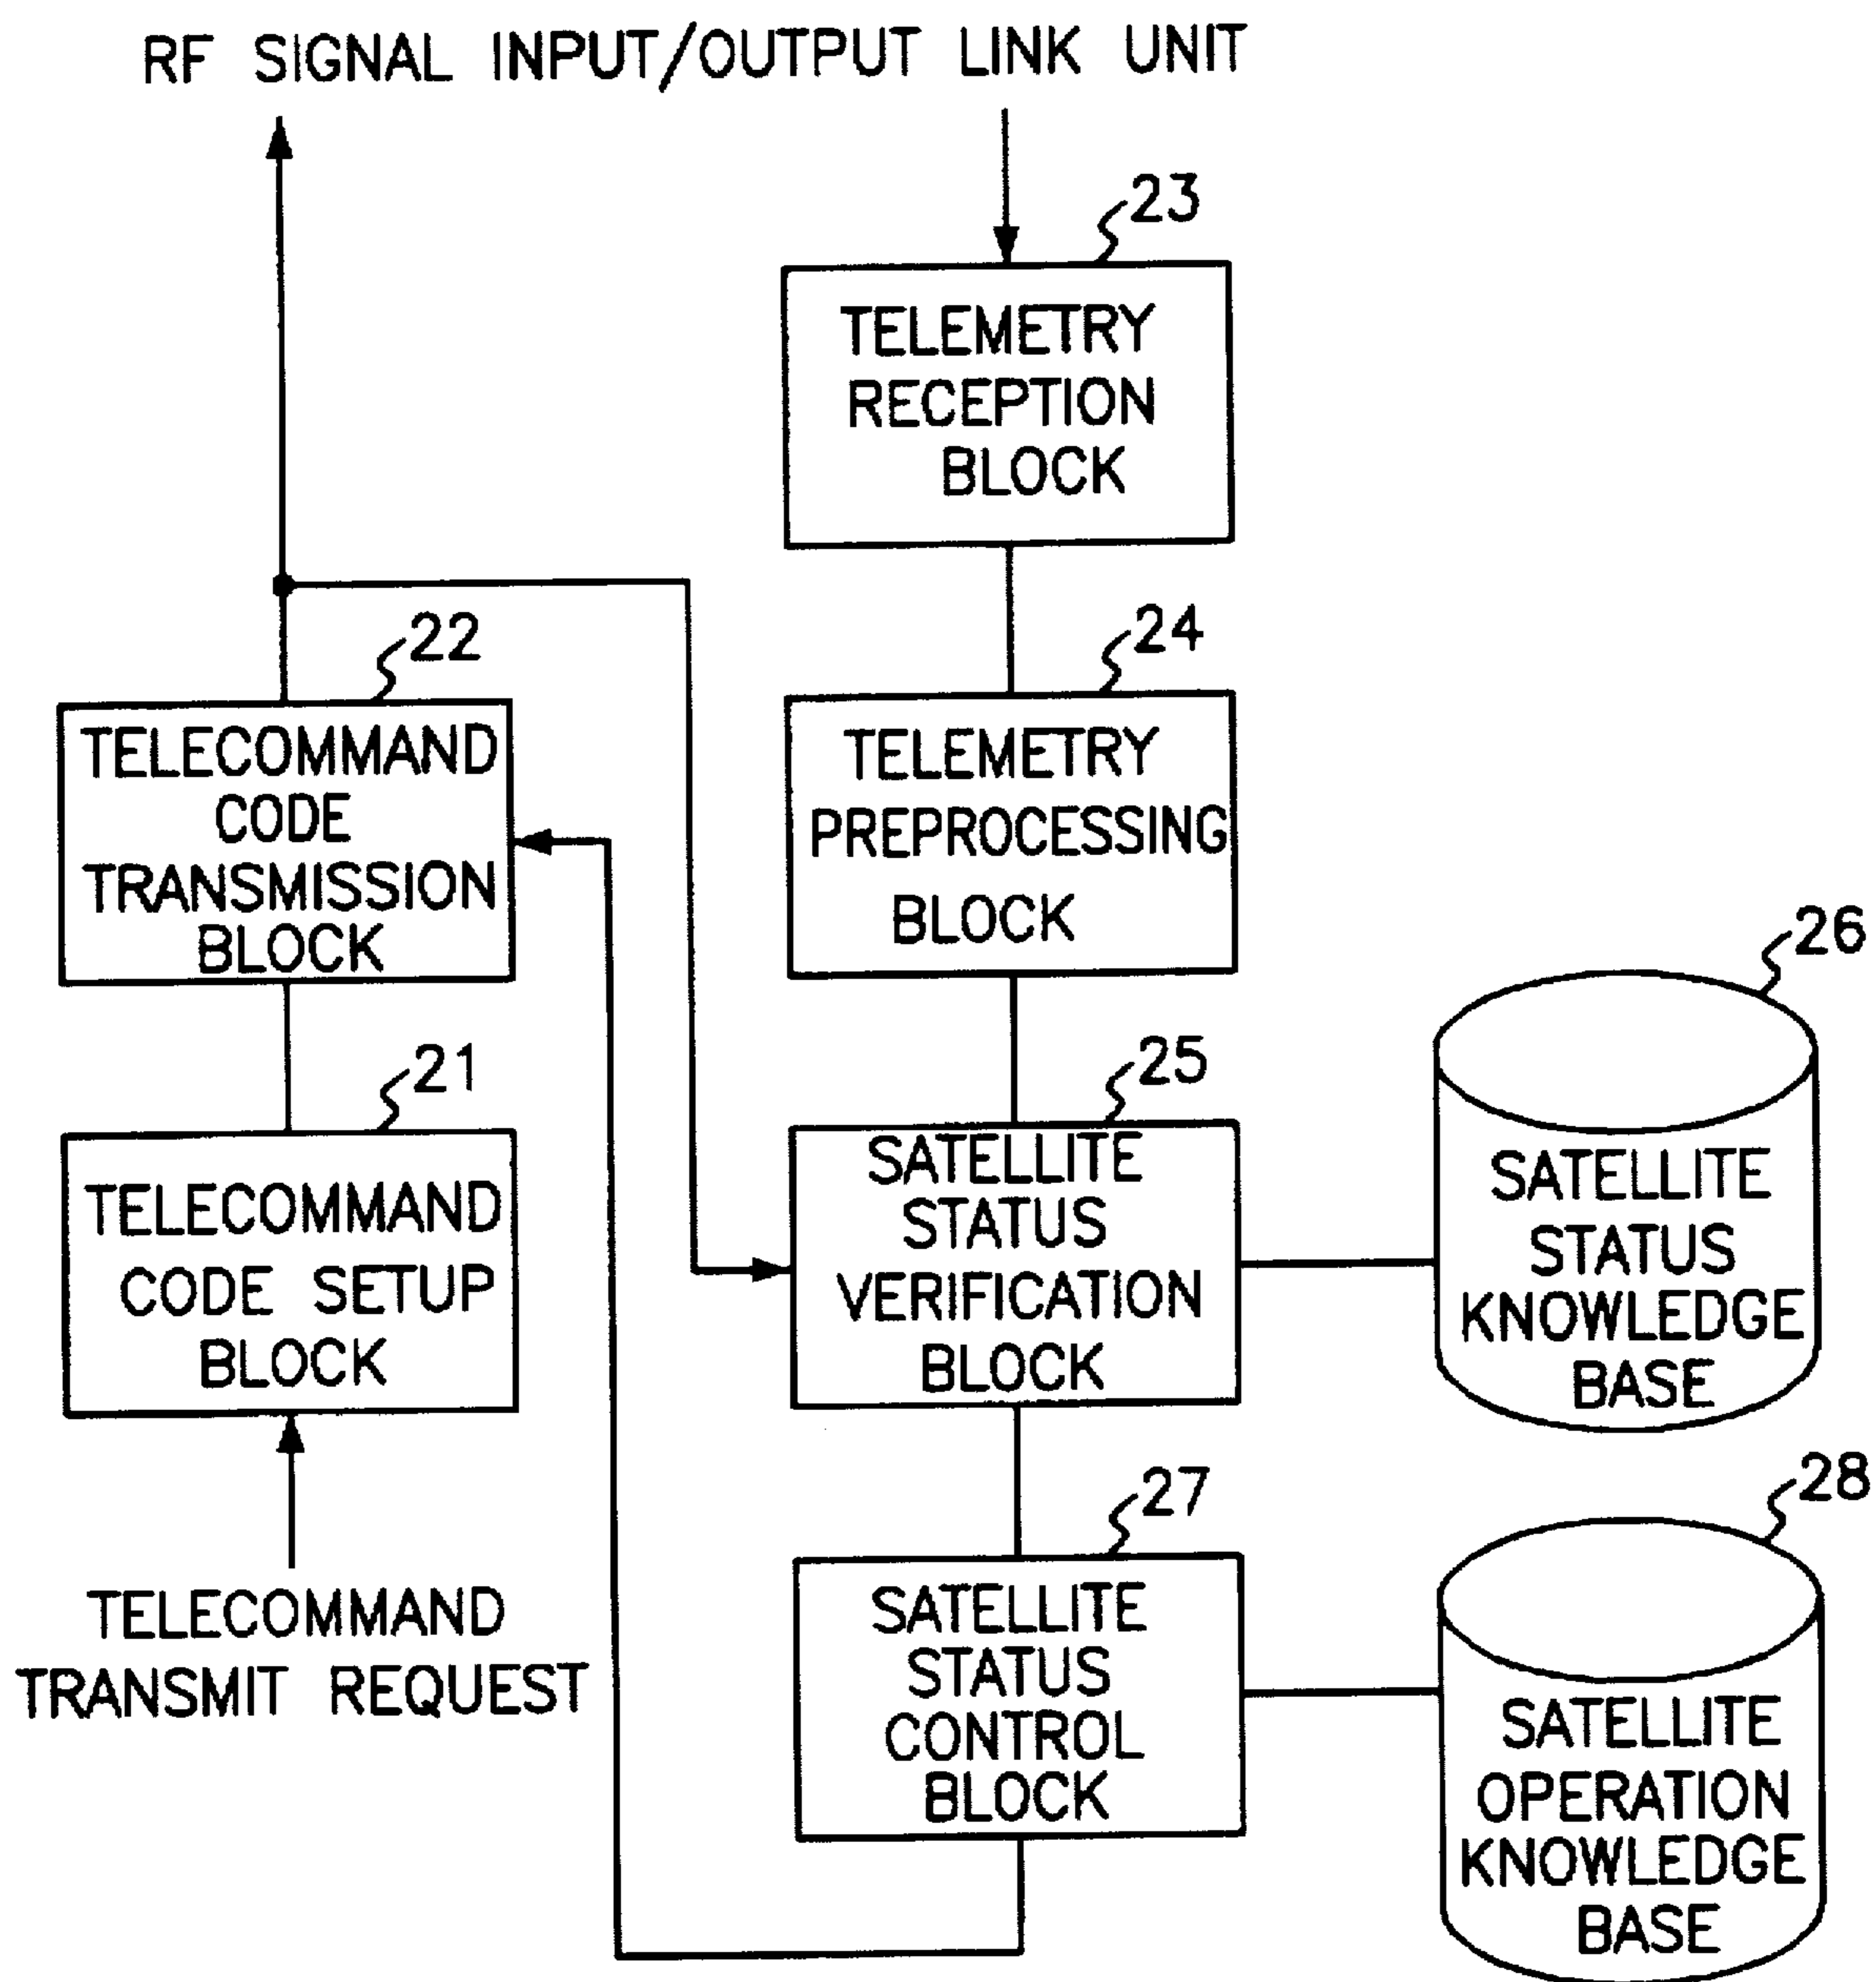 RF SIGNAL INPUT/OUTPUT LINK UNIT
23
TELEMETRY
RECEPTION
BLOCK
22
TELECOMMAND
CODE
TRANSMISSION
BLOCK
24
TELEMETRY
PREPROCESSING
BLOCK
21
TELECOMMAND
CODE SETUP
BLOCK
TELECOMMAND
TRANSMIT REQUEST
25
SATELLITE
STATUS
VERIFICATION
BLOCK
26
SATELLITE
STATUS
KNOWLEDGE
BASE
27
SATELLITE
STATUS
CONTROL
BLOCK
28
SATELLITE
OPERATION
KNOWLEDGE
BASE